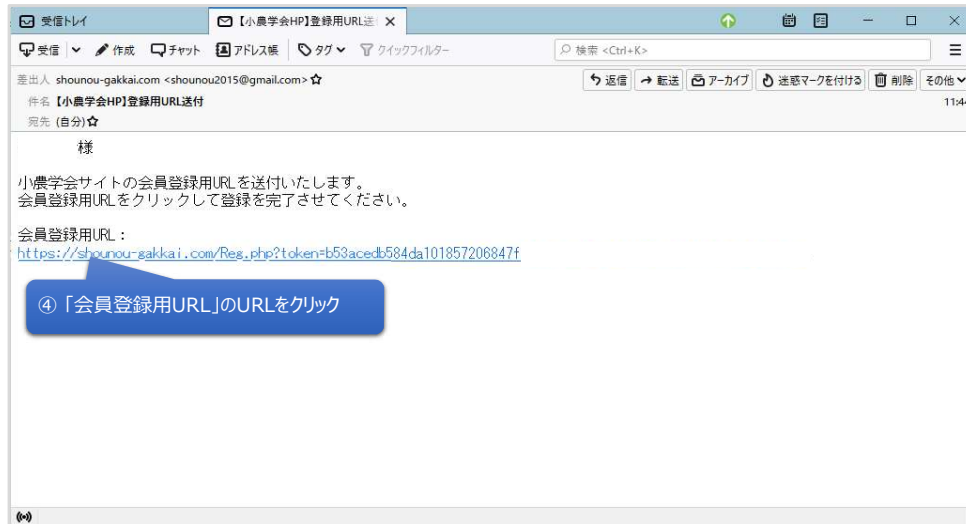 受信トレイ 【小農学会HP】登録用URL送
受信 作成 チャット アドレス帳 タグ クイックフィルター 検索 <Ctrl+K>
差出人 shounou-gakkai.com <shounou2015@gmail.com> 返信 転送 アーカイブ 迷惑マークを付ける 削除 その他
件名 【小農学会HP】登録用URL送付 11:44
宛先 (自分)
様
小農学会サイトの会員登録用URLを送付いたします。
会員登録用URLをクリックして登録を完了させてください。
会員登録用URL：
https://shounou-gakkai.com/Reg.php?token=b53acedb584da101857206847f
④「会員登録用URL」のURLをクリック